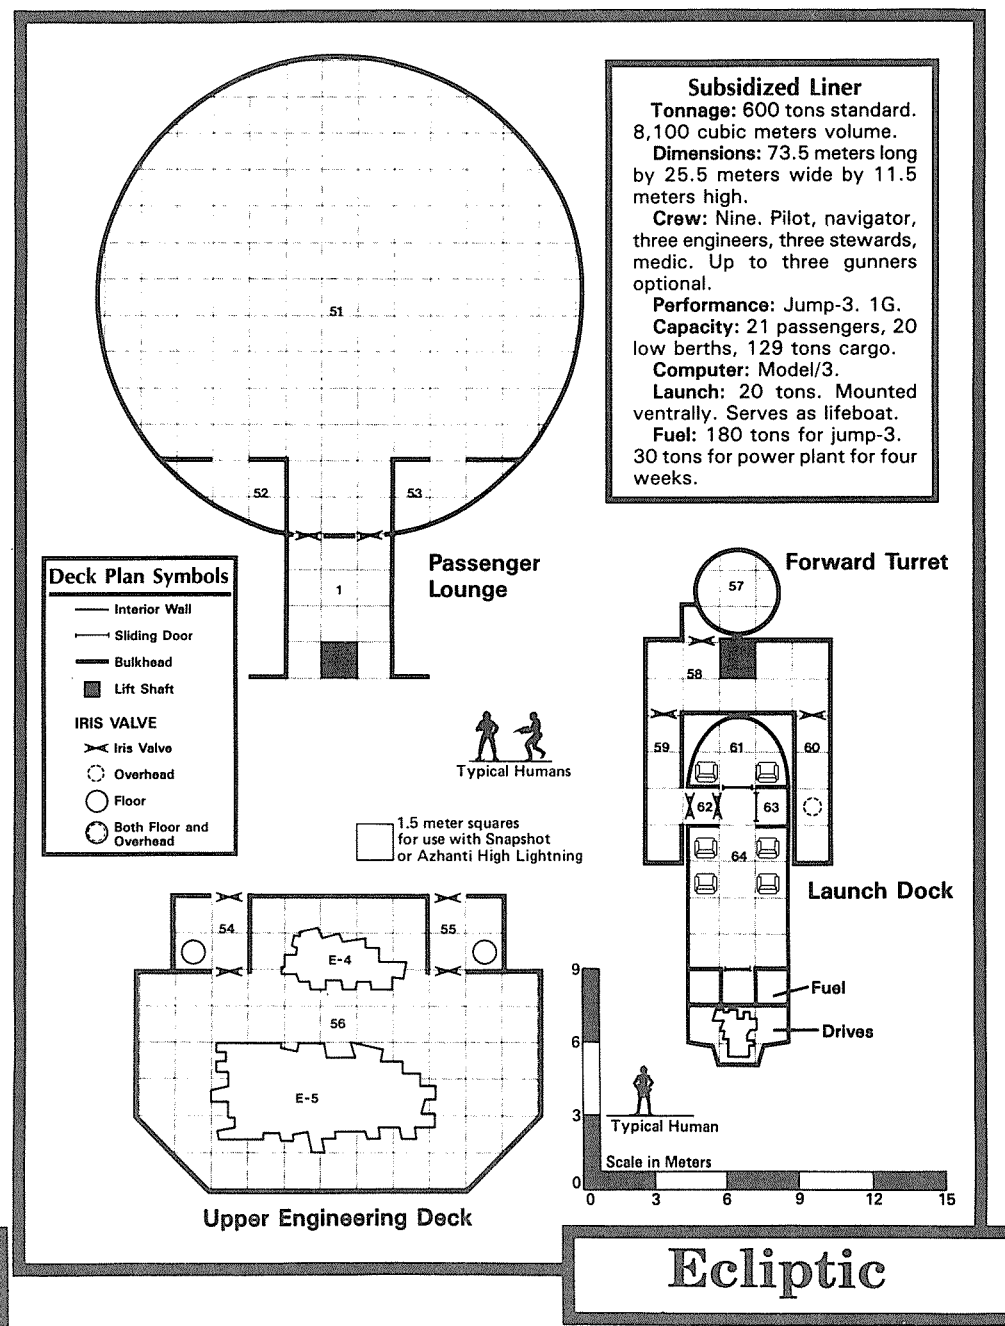 Subsidized Liner
Tonnage: 600 tons standard.
8,100 cubic meters volume.
Dimensions: 73.5 meters long
by 25.5 meters wide by 11.5
meters high.
Crew: Nine. Pilot, navigator,
three engineers, three stewards,
medic. Up to three gunners
optional.
Performance: Jump-3. 1G.
Capacity: 21 passengers, 20
low berths, 129 tons cargo.
Computer: Model/3.
Launch: 20 tons. Mounted
ventrally. Serves as lifeboat.
Fuel: 180 tons for jump-3.
30 tons for power plant for four
weeks.
51
52
53
1
Passenger
Lounge
Deck Plan Symbols
Interior Wall
Sliding Door
Bulkhead
Lift Shaft
IRIS VALVE
Iris Valve
Overhead
Floor
Both Floor and
Overhead
Typical Humans
1.5 meter squares
for use with Snapshot
or Azhanti High Lightning
Forward Turret
57
58
59
61
60
62
63
64
Launch Dock
Fuel
Drives
54
55
E-4
56
E-5
Upper Engineering Deck
9
6
3
0
Typical Human
Scale in Meters
0 3 6 9 12 15
Ecliptic